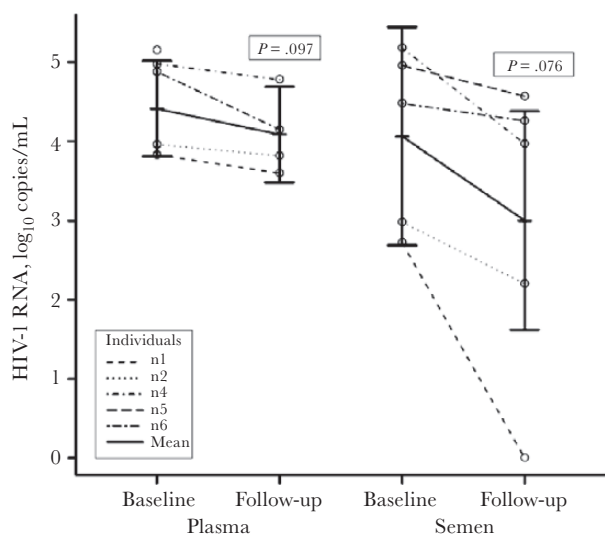 P = .097
P = .076
5
4
3
2
1
0
HIV-1 RNA, log10 copies/mL
Individuals
n1
n2
n4
n5
n6
Mean
Baseline Follow-up Baseline Follow-up
Plasma Semen